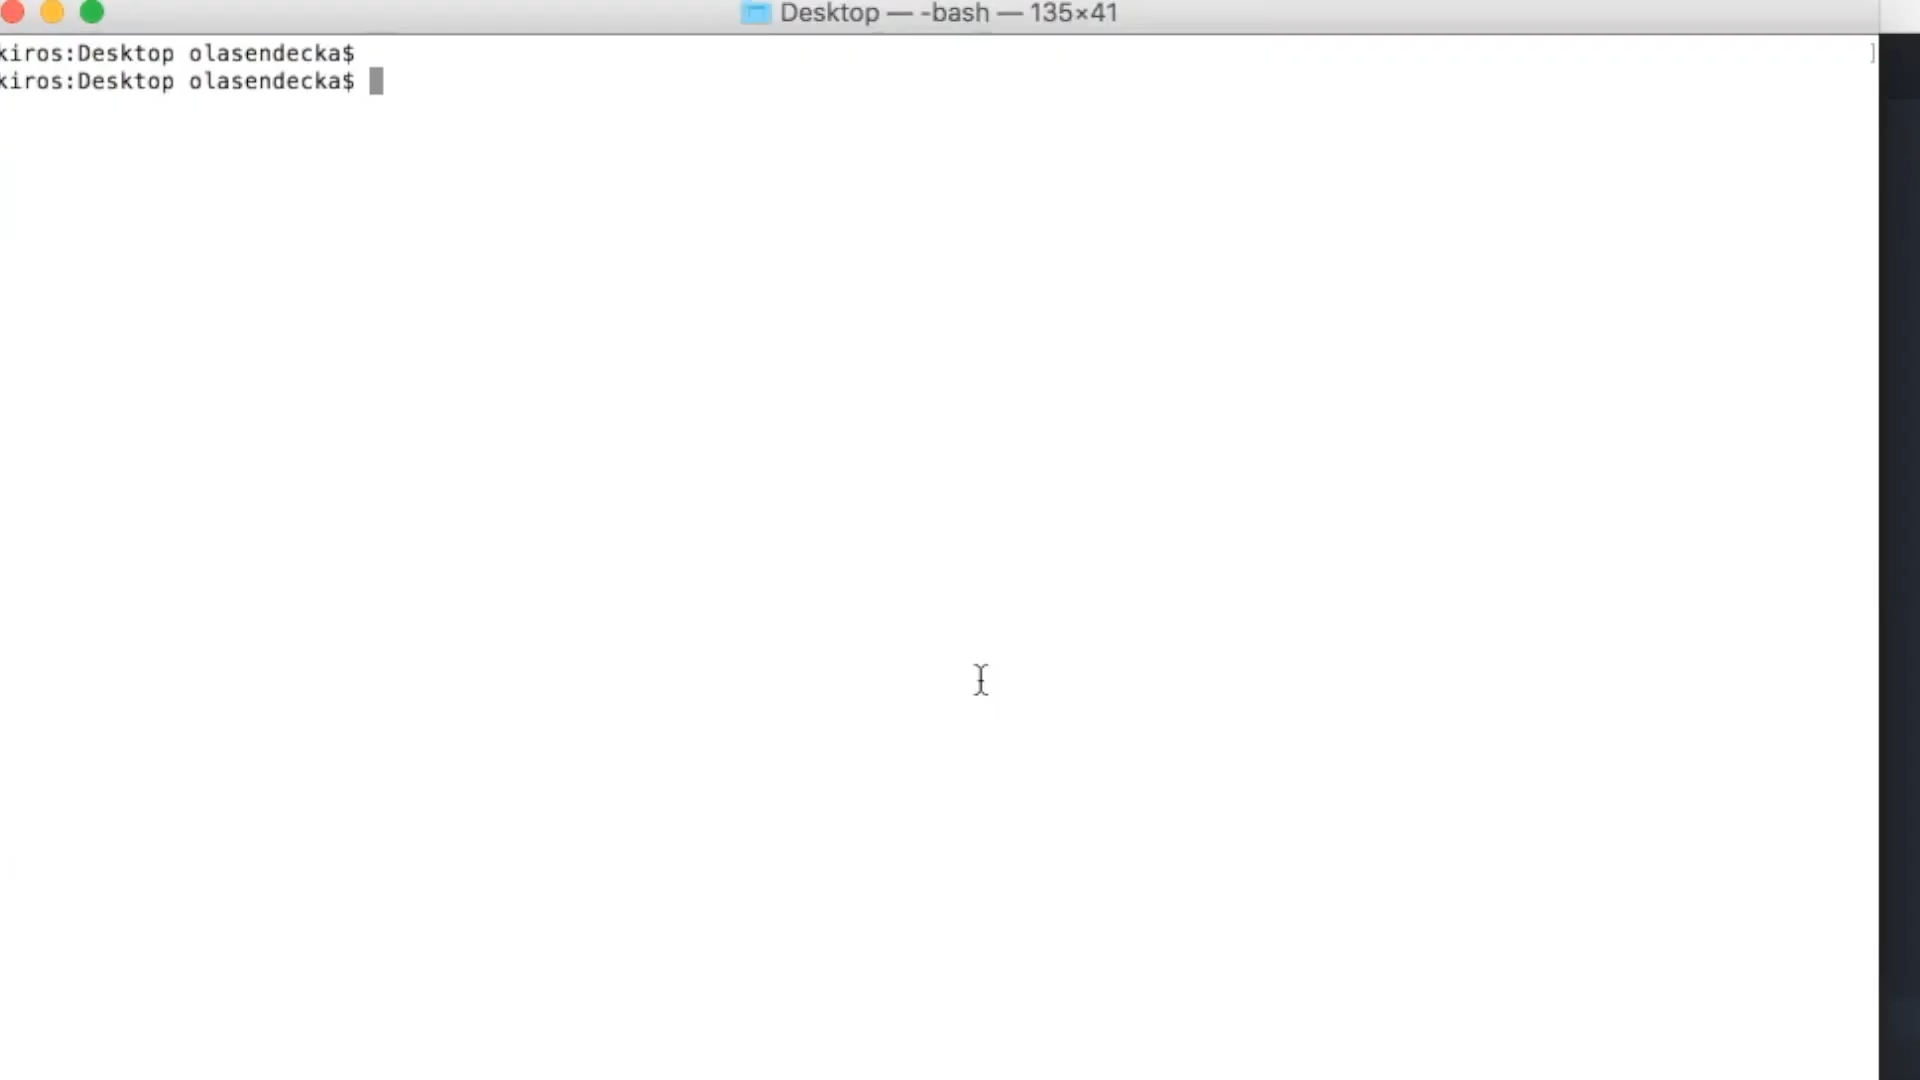 Desktop — -bash — 135×41
kiros:Desktop olasendecka$
]
kiros:Desktop olasendecka$